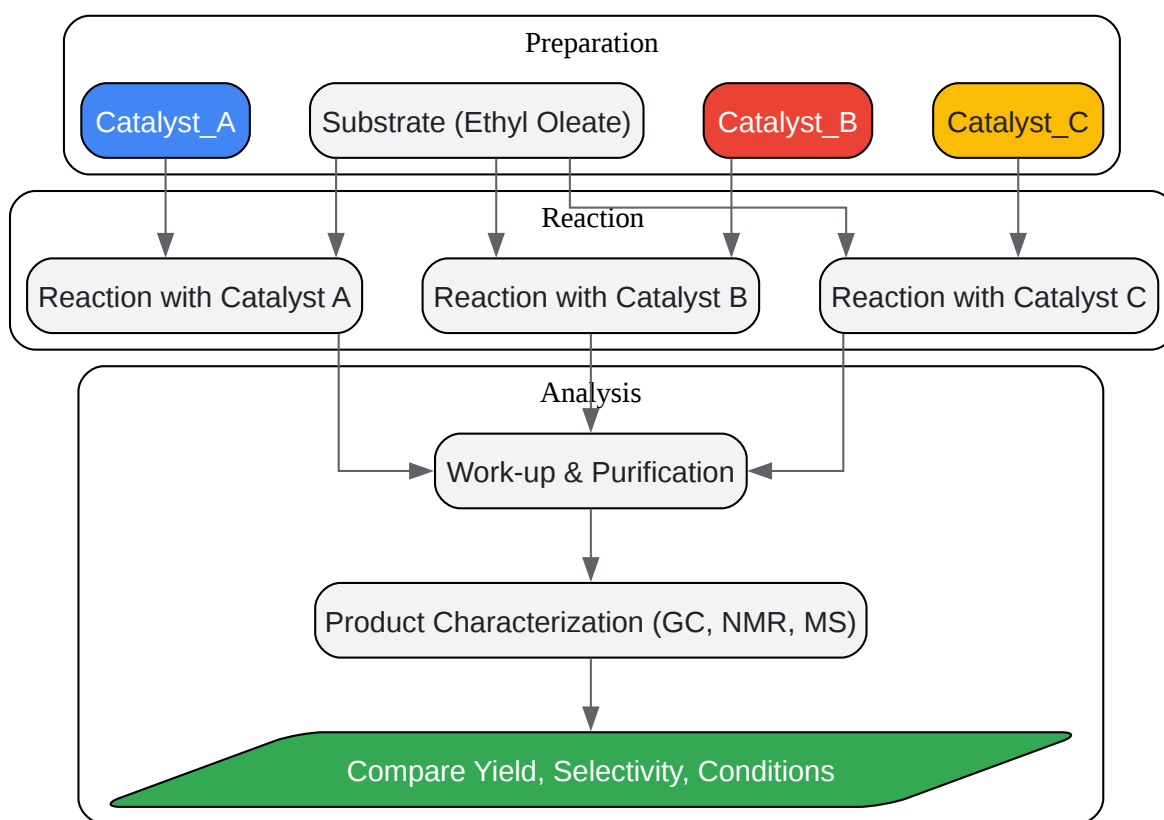 Preparation
Catalyst_A
Substrate (Ethyl Oleate)
Catalyst_B
Catalyst_C
Reaction
Reaction with Catalyst A
Reaction with Catalyst B
Reaction with Catalyst C
Analysis
Work-up & Purification
Product Characterization (GC, NMR, MS)
Compare Yield, Selectivity, Conditions